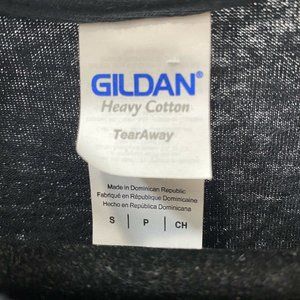 GILDAN®
Heavy Cotton
TearAway
Made in Dominican Republic
Fabriqué en République Dominicaine
Hecho en República Dominicana
S | P | CH